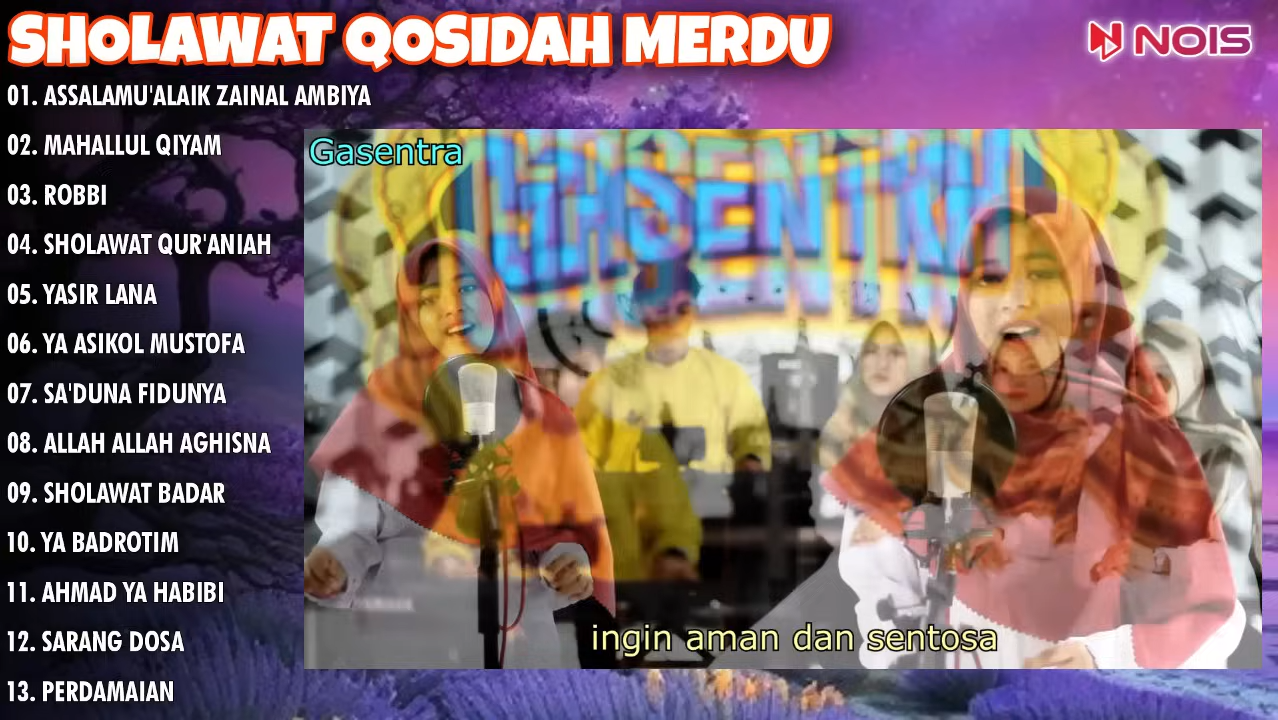 SHOLAWAT QOSIDAH MERDU
NOIS
01. ASSALAMU'ALAIK ZAINAL AMBIYA
02. MAHALLUL QIYAM
03. ROBBI
04. SHOLAWAT QUR'ANIAH
05. YASIR LANA
06. YA ASIKOL MUSTOFA
07. SA'DUNA FIDUNYA
08. ALLAH ALLAH AGHISNA
09. SHOLAWAT BADAR
10. YA BADROTIM
11. AHMAD YA HABIBI
12. SARANG DOSA
13. PERDAMAIAN
Gasentra
GASENTRA
ingin aman dan sentosa